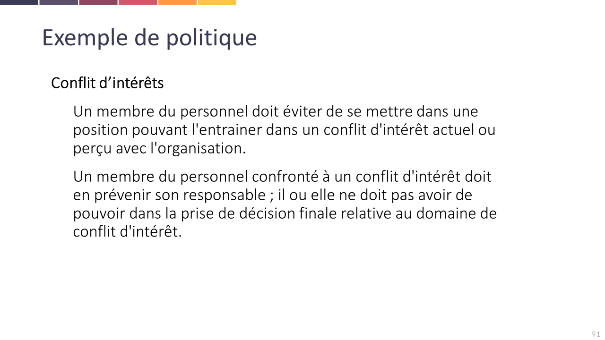 Exemple de politique
Conflit d'intérêts
Un membre du personnel doit éviter de se mettre dans une
position pouvant l'entrainer dans un conflit d'intérêt actuel ou
perçu avec l'organisation.
Un membre du personnel confronté à un conflit d'intérêt doit
en prévenir son responsable ; il ou elle ne doit pas avoir de
pouvoir dans la prise de décision finale relative au domaine de
conflit d'intérêt.
91